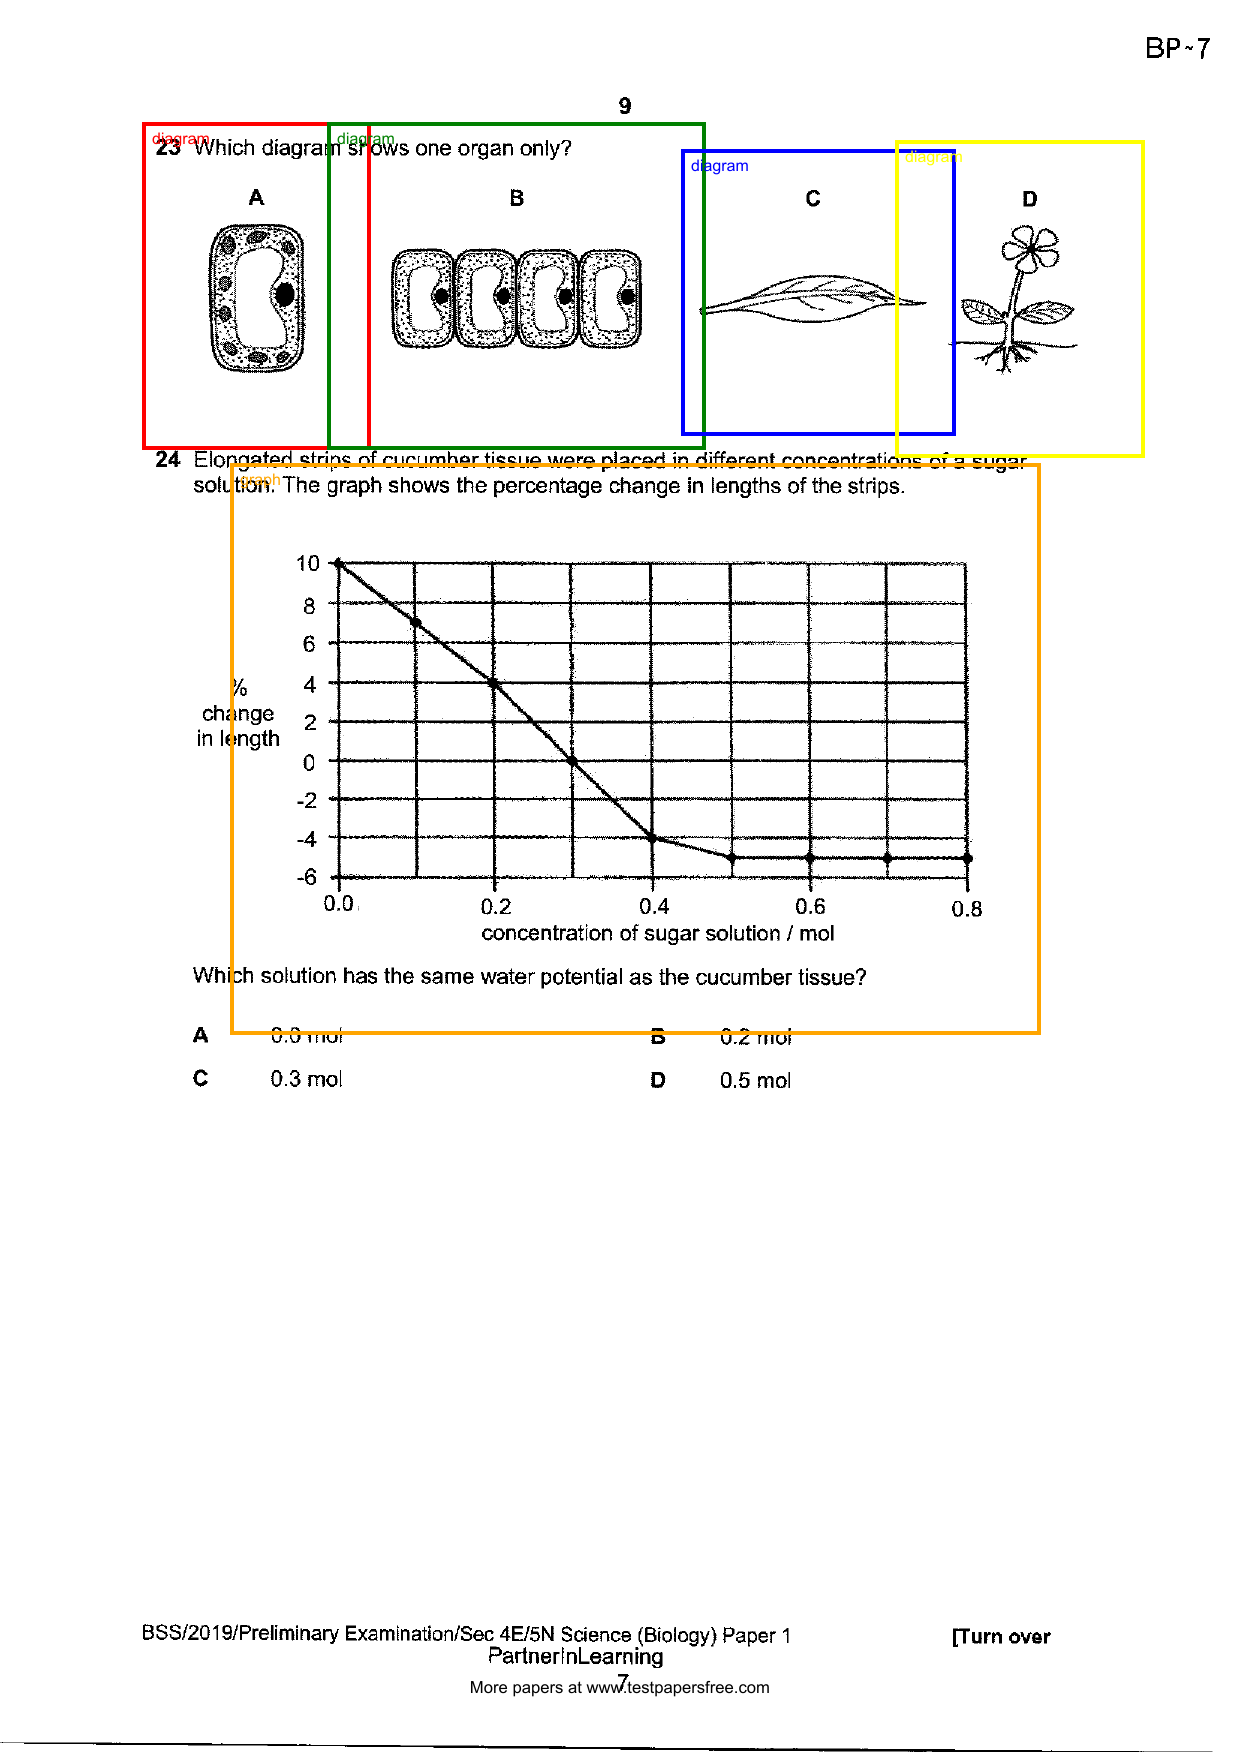 BP~7
9
diagram diagram
23 Which diagram shows one organ only?
diagram diagram
A B C D
24 Elongated strips of cucumber tissue were placed in different concentrations of a sugar
graph
solution. The graph shows the percentage change in lengths of the strips.
10
8
6
4
2
0
-2
-4
-6
%
change
in length
0.0 0.2 0.4 0.6 0.8
concentration of sugar solution / mol
Which solution has the same water potential as the cucumber tissue?
A 0.0 mol B 0.2 mol
C 0.3 mol D 0.5 mol
BSS/2019/Preliminary Examination/Sec 4E/5N Science (Biology) Paper 1 [Turn over
PartnerInLearning
7
More papers at www.testpapersfree.com